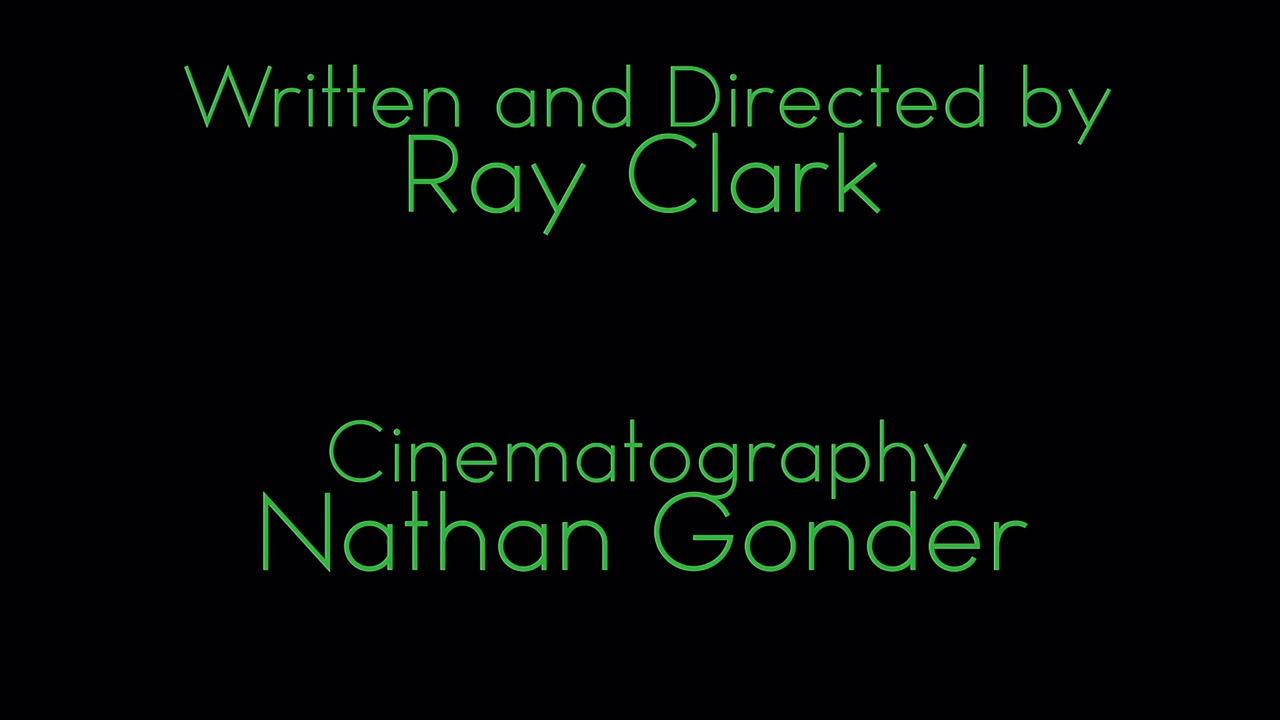 Written and Directed by
Ray Clark
Cinematography
Nathan Gonder